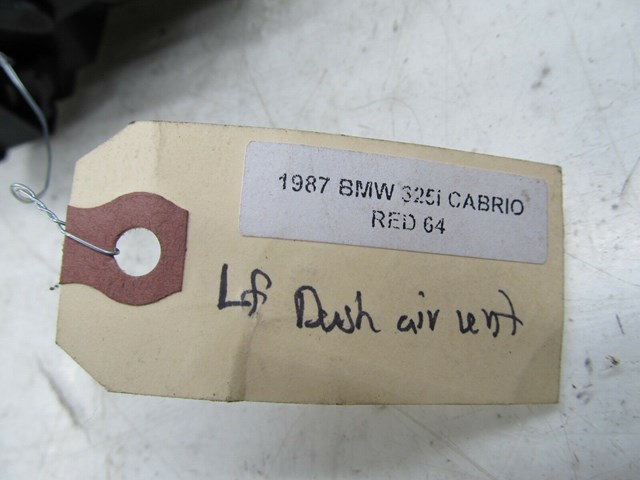 1987 BMW 325i CABRIO
RED 64
Lf Dash air vent